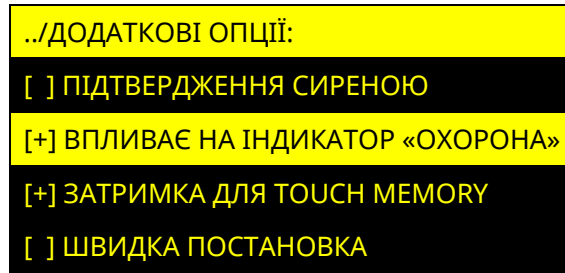 ../ДОДАТКОВІ ОПЦІЇ:
[ ] ПІДТВЕРДЖЕННЯ СИРЕНОЮ
[+] ВПЛИВАЄ НА ІНДИКАТОР «ОХОРОНА»
[+] ЗАТРИМКА ДЛЯ TOUCH MEMORY
[ ] ШВИДКА ПОСТАНОВКА